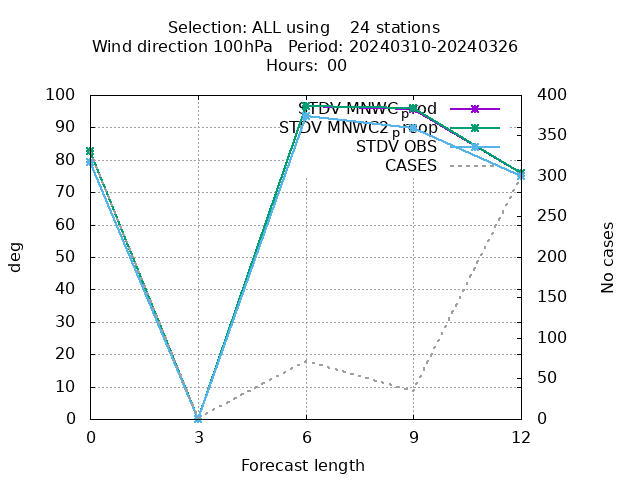 Selection: ALL using    24 stations
Wind direction 100hPa   Period: 20240310-20240326
Hours:  00
100
90
80
70
60
50
40
30
20
10
0
deg
400
350
300
250
200
150
100
50
0
No cases
STDV MNWC_prod
STDV MNWC2_preop
STDV OBS
CASES
0 3 6 9 12
Forecast length